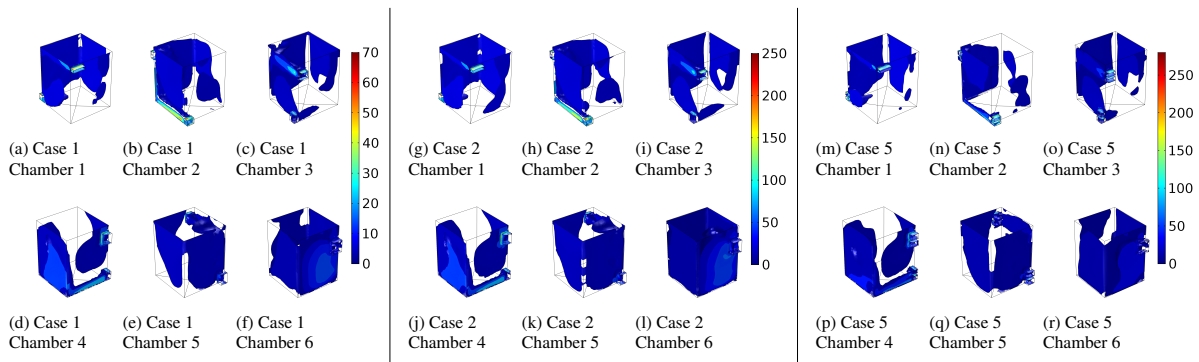 (a) Case 1 Chamber 1
(b) Case 1 Chamber 2
(c) Case 1 Chamber 3
70
60
50
40
30
20
10
0
(d) Case 1 Chamber 4
(e) Case 1 Chamber 5
(f) Case 1 Chamber 6
(g) Case 2 Chamber 1
(h) Case 2 Chamber 2
(i) Case 2 Chamber 3
250
200
150
100
50
0
(j) Case 2 Chamber 4
(k) Case 2 Chamber 5
(l) Case 2 Chamber 6
(m) Case 5 Chamber 1
(n) Case 5 Chamber 2
(o) Case 5 Chamber 3
250
200
150
100
50
0
(p) Case 5 Chamber 4
(q) Case 5 Chamber 5
(r) Case 5 Chamber 6